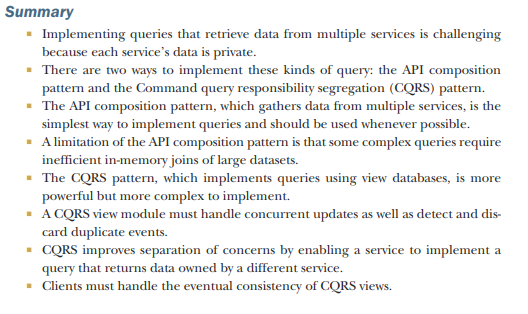 Summary
▪ Implementing queries that retrieve data from multiple services is challenging
because each service's data is private.
▪ There are two ways to implement these kinds of query: the API composition
pattern and the Command query responsibility segregation (CQRS) pattern.
▪ The API composition pattern, which gathers data from multiple services, is the
simplest way to implement queries and should be used whenever possible.
▪ A limitation of the API composition pattern is that some complex queries require
inefficient in-memory joins of large datasets.
▪ The CQRS pattern, which implements queries using view databases, is more
powerful but more complex to implement.
▪ A CQRS view module must handle concurrent updates as well as detect and dis-
card duplicate events.
▪ CQRS improves separation of concerns by enabling a service to implement a
query that returns data owned by a different service.
▪ Clients must handle the eventual consistency of CQRS views.